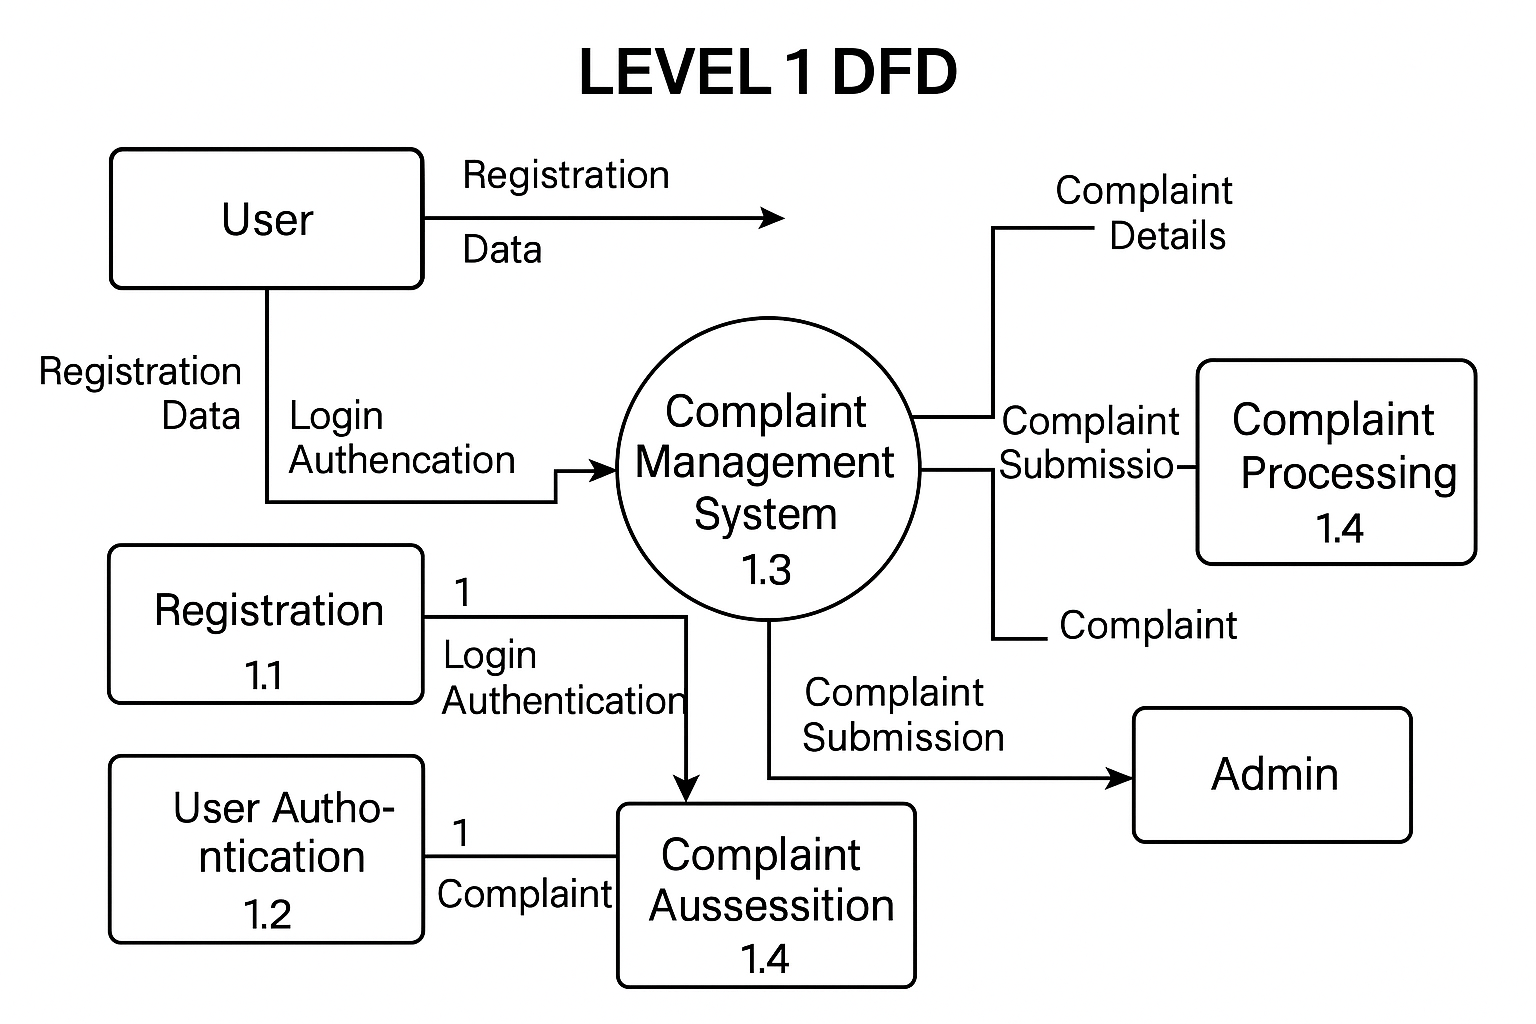 LEVEL 1 DFD
User
Registration
Data
Complaint
Details
Registration
Data
Login
Authencation
Complaint
Management
System
1.3
Complaint
Submissio
Complaint
Processing
1.4
Complaint
Registration
1.1
1
Login
Authentication
Complaint
Submission
Admin
User Autho-
ntication
1.2
1
Complaint
Complaint
Aussessition
1.4